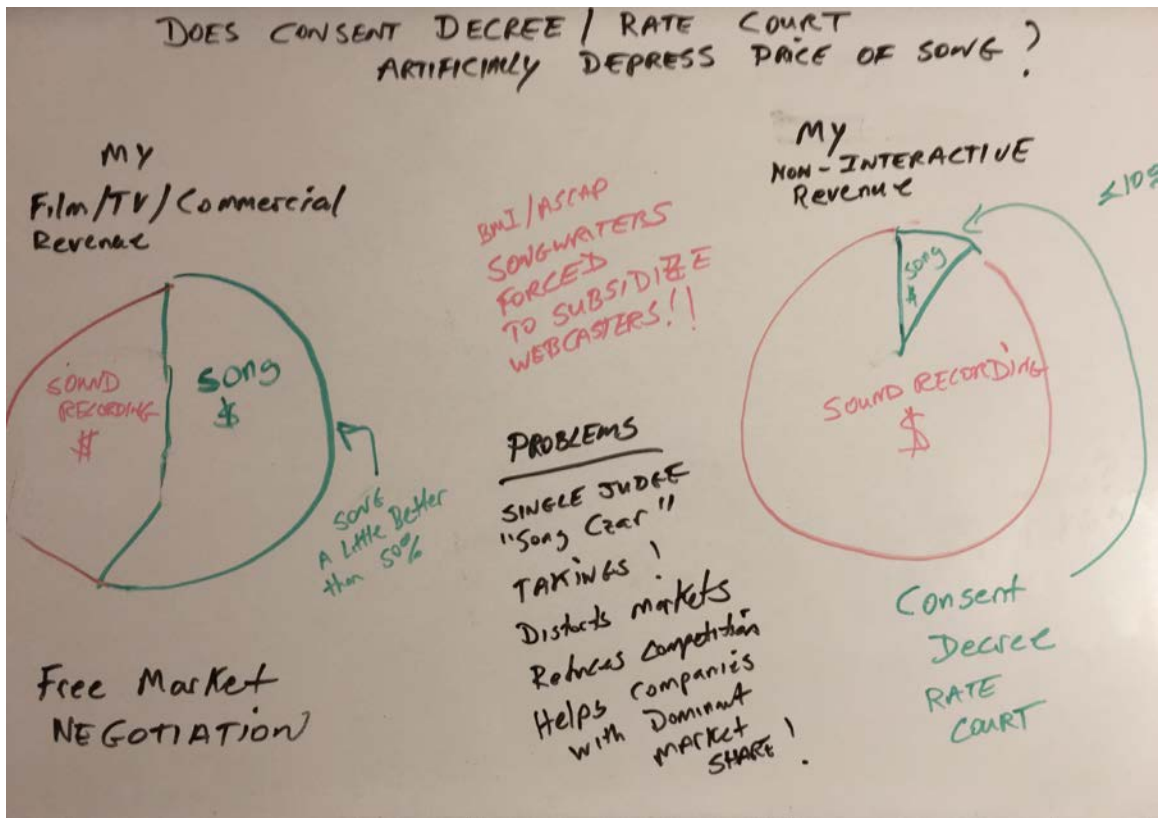 DOES CONSENT DECREE / RATE COURT
ARTIFICIALLY DEPRESS PRICE OF SONG?
MY
Film/TV/Commercial
Revenue
SOUND
RECORDING
$
SONG
$
SONG
A Little Better
than 50%
Free Market
NEGOTIATION
BMI/ASCAP
SONGWRITERS
FORCED
TO SUBSIDIZE
WEBCASTERS!!
PROBLEMS
SINGLE JUDGE
"Song Czar"
TAKINGS!
Distorts Markets
Reduces Competition
Helps Companies
with Dominant
MARKET
SHARE!
MY
NON-INTERACTIVE
Revenue
≤10%
SONG
$
SOUND RECORDING
$
Consent
Decree
RATE
COURT